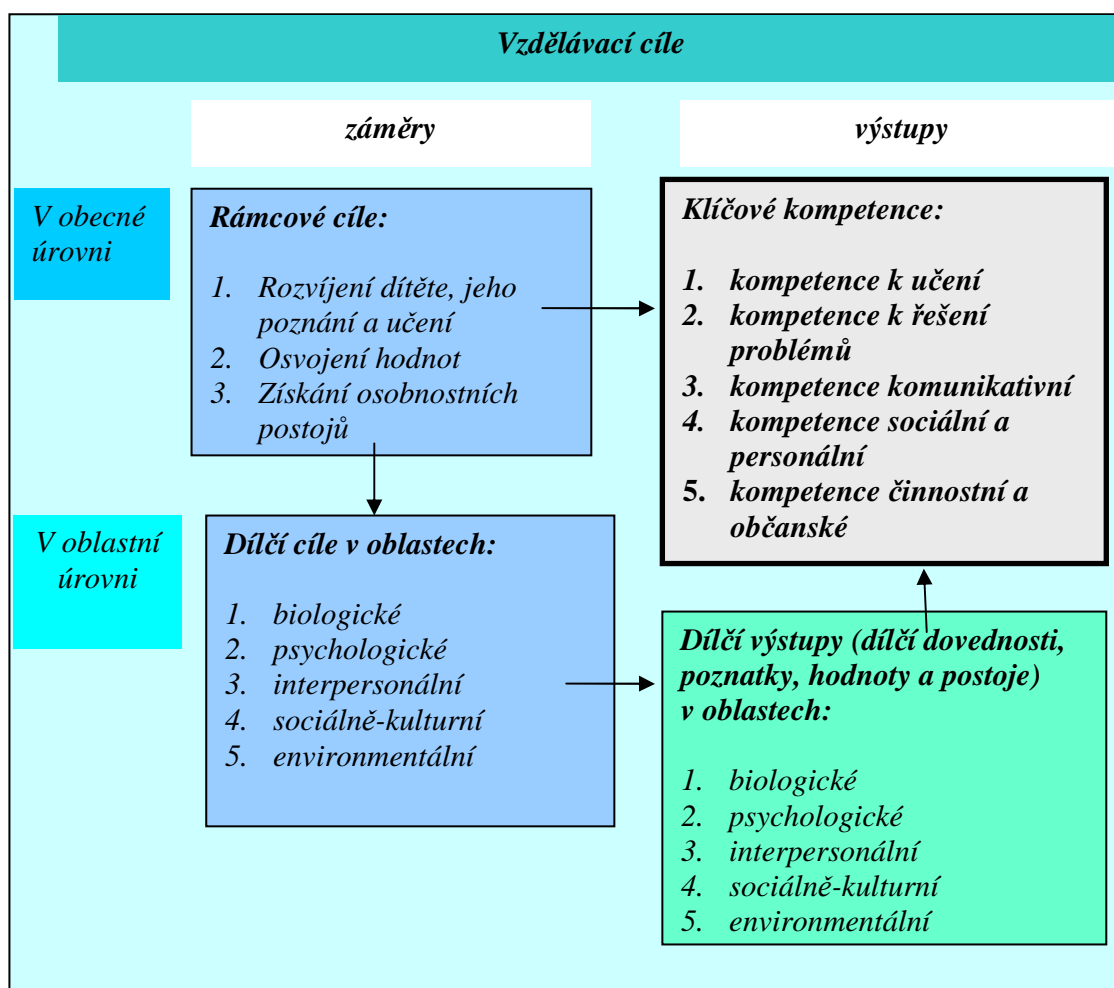 Vzdělávací cíle
záměry
výstupy
V obecné
úrovni
Rámcové cíle:
1. Rozvíjení dítěte, jeho
poznání a učení
2. Osvojení hodnot
3. Získání osobnostních
postojů
Klíčové kompetence:
1. kompetence k učení
2. kompetence k řešení
problémů
3. kompetence komunikativní
4. kompetence sociální a
personální
5. kompetence činnostní a
občanské
V oblastní
úrovni
Dílčí cíle v oblastech:
1. biologické
2. psychologické
3. interpersonální
4. sociálně-kulturní
5. environmentální
Dílčí výstupy (dílčí dovednosti,
poznatky, hodnoty a postoje)
v oblastech:
1. biologické
2. psychologické
3. interpersonální
4. sociálně-kulturní
5. environmentální